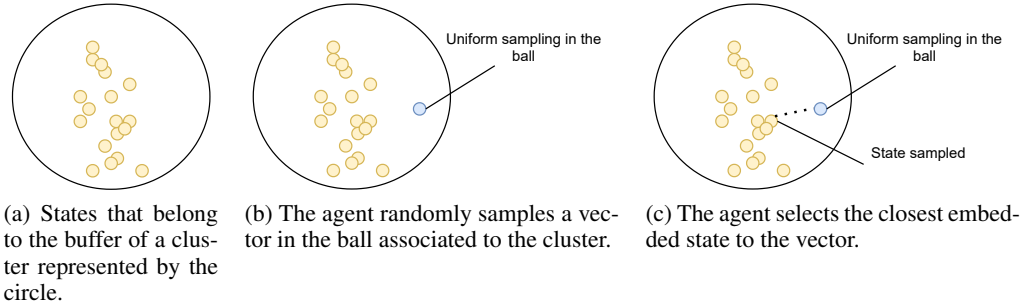 Uniform sampling in the
ball
Uniform sampling in the
ball
State sampled
(a) States that belong
to the buffer of a clus-
ter represented by the
circle.
(b) The agent randomly samples a vec-
tor in the ball associated to the cluster.
(c) The agent selects the closest embed-
ded state to the vector.